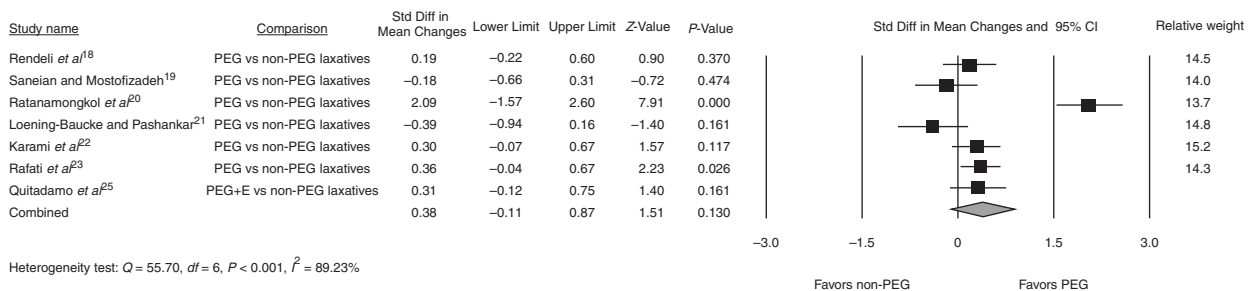 Study name Comparison Std Diff in Mean Changes Lower Limit Upper Limit Z-Value P-Value Std Diff in Mean Changes and 95% CI Relative weight
Rendeli et al18 PEG vs non-PEG laxatives 0.19 −0.22 0.60 0.90 0.370 14.5
Saneian and Mostofizadeh19 PEG vs non-PEG laxatives −0.18 −0.66 0.31 −0.72 0.474 14.0
Ratanamongkol et al20 PEG vs non-PEG laxatives 2.09 −1.57 2.60 7.91 0.000 13.7
Loening-Baucke and Pashankar21 PEG vs non-PEG laxatives −0.39 −0.94 0.16 −1.40 0.161 14.8
Karami et al22 PEG vs non-PEG laxatives 0.30 −0.07 0.67 1.57 0.117 15.2
Rafati et al23 PEG vs non-PEG laxatives 0.36 −0.04 0.67 2.23 0.026 14.3
Quitadamo et al25 PEG+E vs non-PEG laxatives 0.31 −0.12 0.75 1.40 0.161
Combined 0.38 −0.11 0.87 1.51 0.130
−3.0 −1.5 0 1.5 3.0
Heterogeneity test: Q = 55.70, df = 6, P < 0.001, I2 = 89.23%
Favors non-PEG Favors PEG